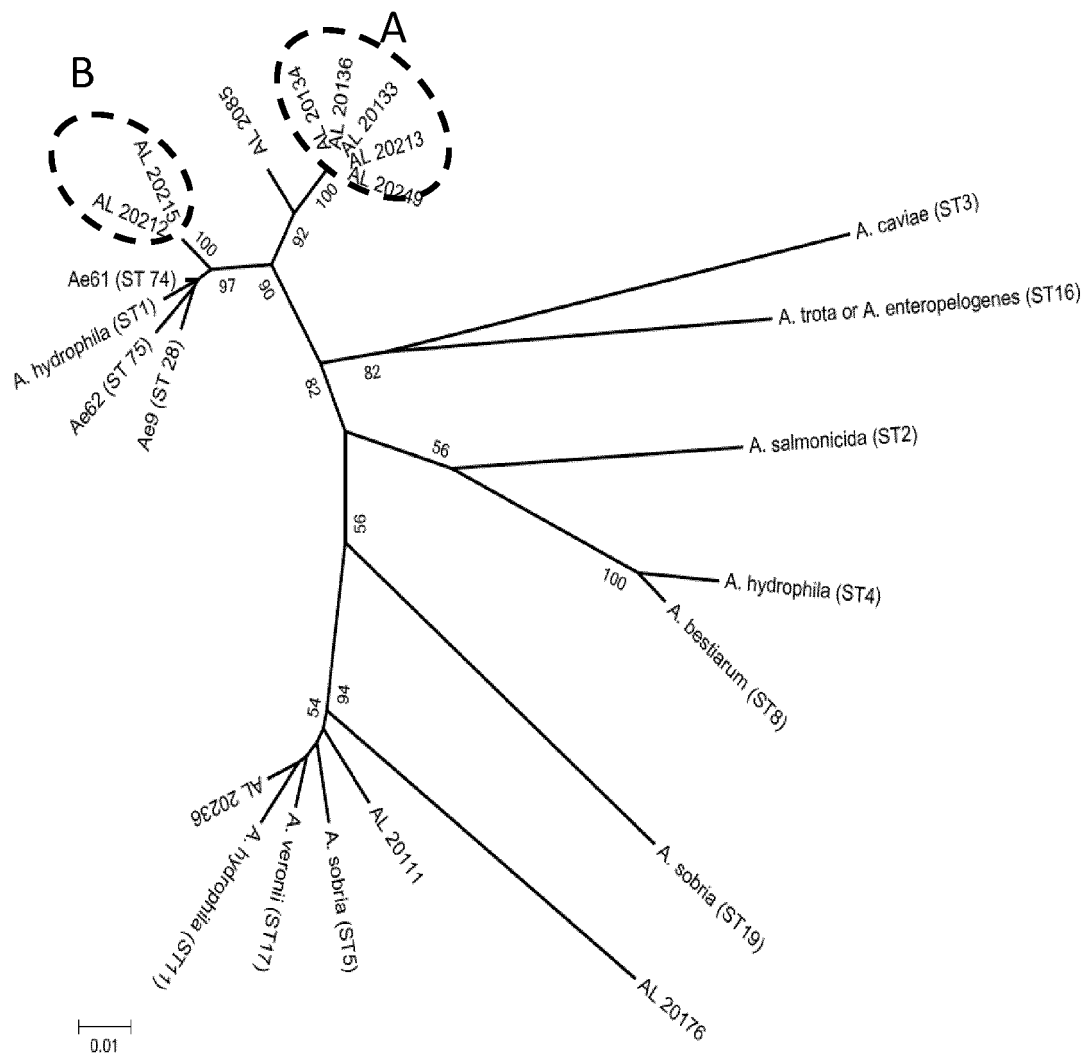 A
B
AL 20134
AL 20136
AL 20133
AL 20213
AL 20249
AL 2085
AL 20215
AL 20212
100
92
100
97
90
Ae61 (ST 74)
A. hydrophila (ST1)
Ae62 (ST 75)
Ae9 (ST 28)
A. caviae (ST3)
A. trota or A. enteropelogenes (ST16)
82
82
56
A. salmonicida (ST2)
56
100
A. hydrophila (ST4)
A. bestiarum (ST8)
54
94
AL 20236
A. hydrophila (ST11)
A. veronii (ST17)
A. sobria (ST5)
AL 20111
A. sobria (ST19)
AL 20176
0.01